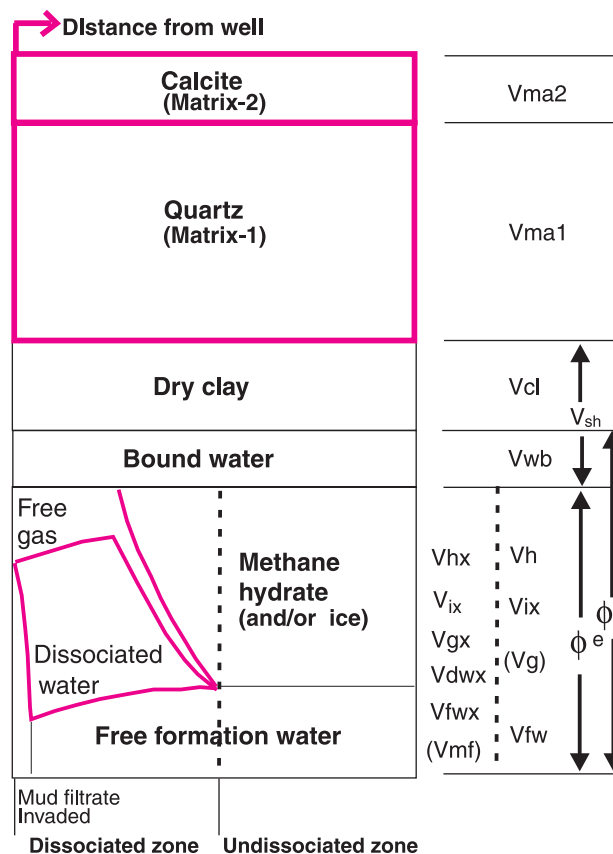 DIstance from well
Calcite
(Matrix-2)
Vma2
Quartz
(Matrix-1)
Vma1
Dry clay
Vcl
Vsh
Bound water
Vwb
Free
gas
Methane
hydrate
(and/or ice)
Dissociated
water
Free formation water
Vhx
Vix
Vgx
Vdwx
Vfwx
(Vmf)
Vh
Vix
(Vg)
Vfw
ϕe
ϕ
Mud filtrate
Invaded
Dissociated zone
Undissociated zone